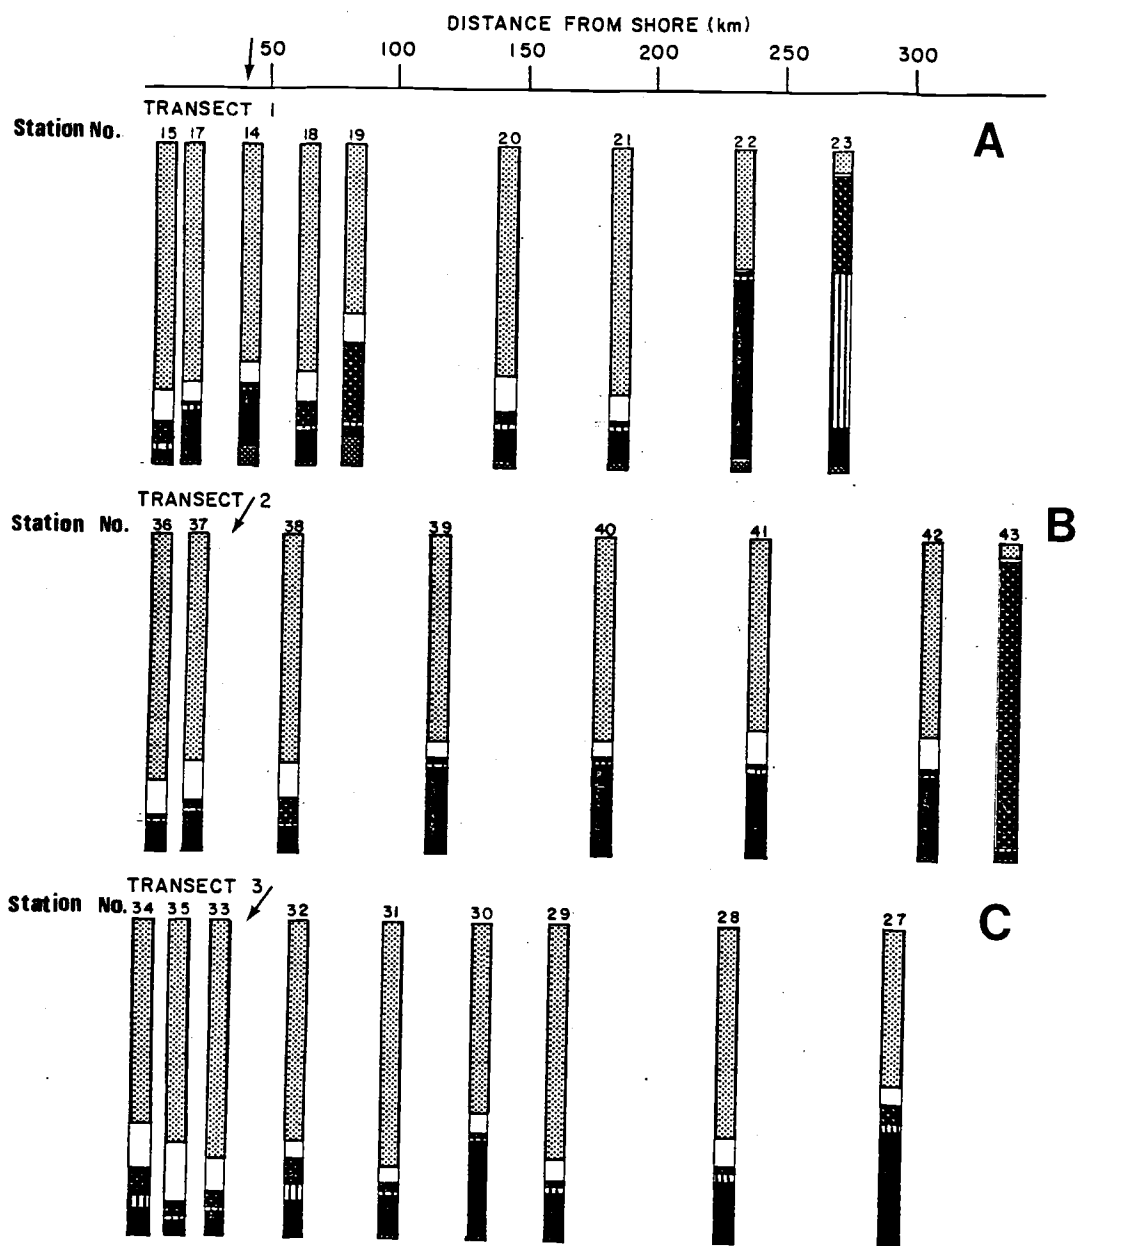 DISTANCE FROM SHORE (km)
50 100 150 200 250 300
TRANSECT 1
Station No. 15 17 14 18 19 20 21 22 23
A
TRANSECT 2
Station No. 36 37 38 39 40 41 42 43
B
TRANSECT 3
Station No. 34 35 33 32 31 30 29 28 27
C